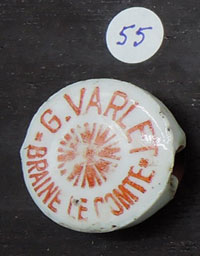 55
G. VARLET
* BRAINE LE COMTE *